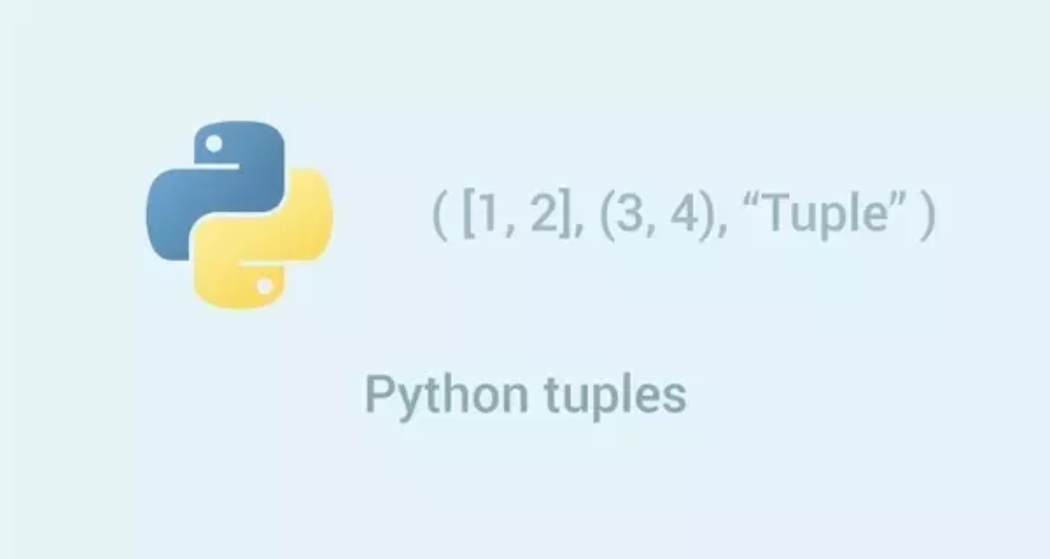 ( [1, 2], (3, 4), “Tuple” )
Python tuples